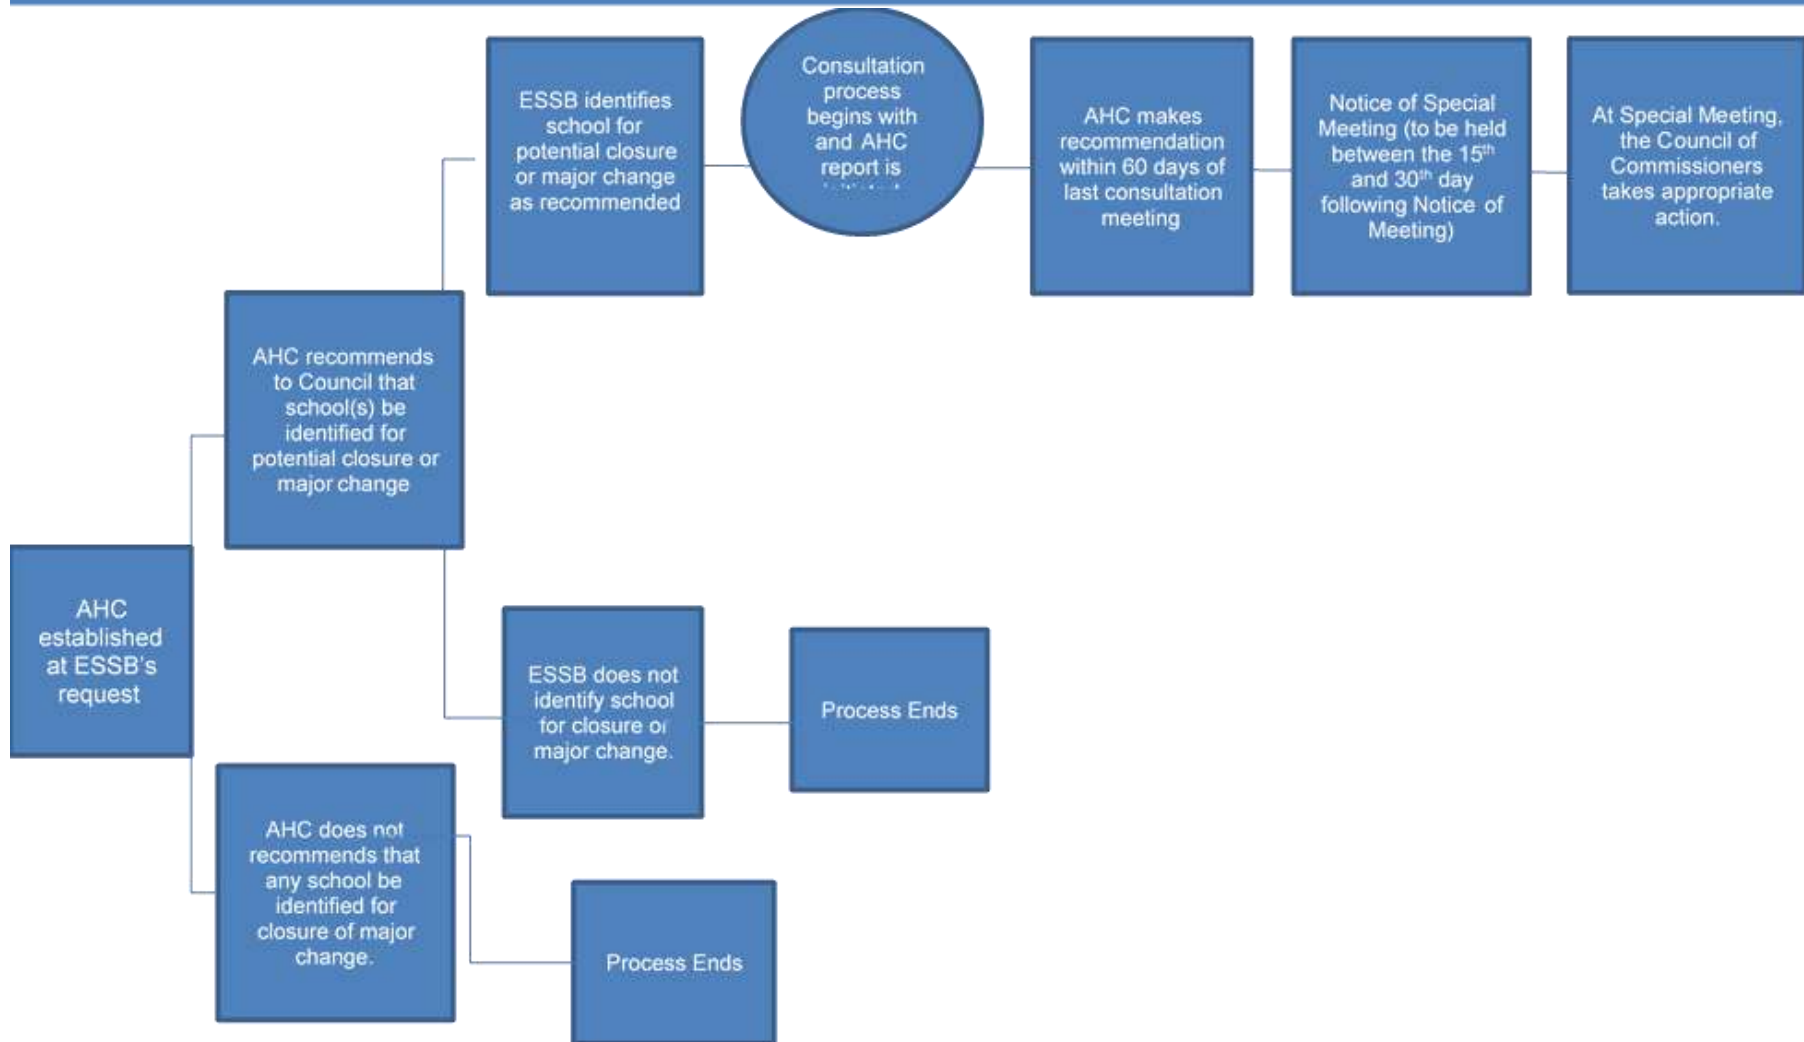 ESSB identifies
school for
potential closure
or major change
as recommended
Consultation
process
begins with
and AHC
report is
AHC makes
recommendation
within 60 days of
last consultation
meeting
Notice of Special
Meeting (to be held
between the 15th
and 30th day
following Notice of
Meeting)
At Special Meeting,
the Council of
Commissioners
takes appropriate
action.
AHC recommends
to Council that
school(s) be
identified for
potential closure or
major change
AHC
established
at ESSB's
request
ESSB does not
identify school
for closure or
major change.
Process Ends
AHC does not
recommends that
any school be
identified for
closure of major
change.
Process Ends